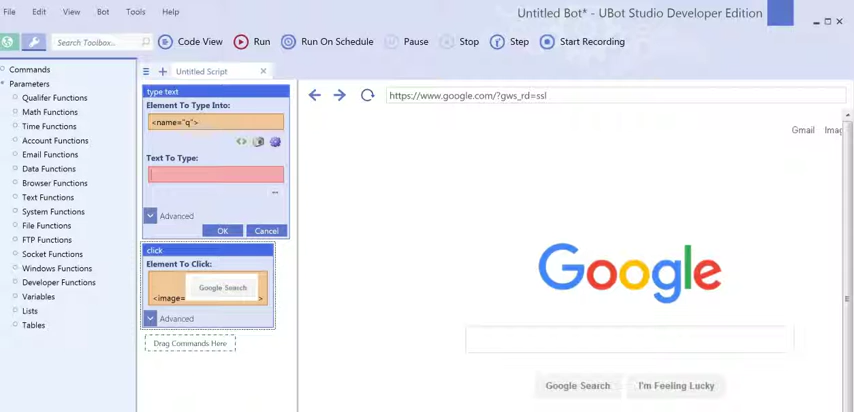 File Edit View Bot Tools Help
Untitled Bot* - UBot Studio Developer Edition
Search Toolbox...
Code View Run Run On Schedule Pause Stop Step Start Recording
Commands
Parameters
Qualifer Functions
Math Functions
Time Functions
Account Functions
Email Functions
Data Functions
Browser Functions
Text Functions
System Functions
File Functions
FTP Functions
Socket Functions
Windows Functions
Developer Functions
Variables
Lists
Tables
Untitled Script
type text
Element To Type Into:
<name="q">
Text To Type:
Advanced
OK Cancel
click
Element To Click:
Google Search
<image= >
Advanced
Drag Commands Here
https://www.google.com/?gws_rd=ssl
Gmail Imag
Google
Google Search I'm Feeling Lucky